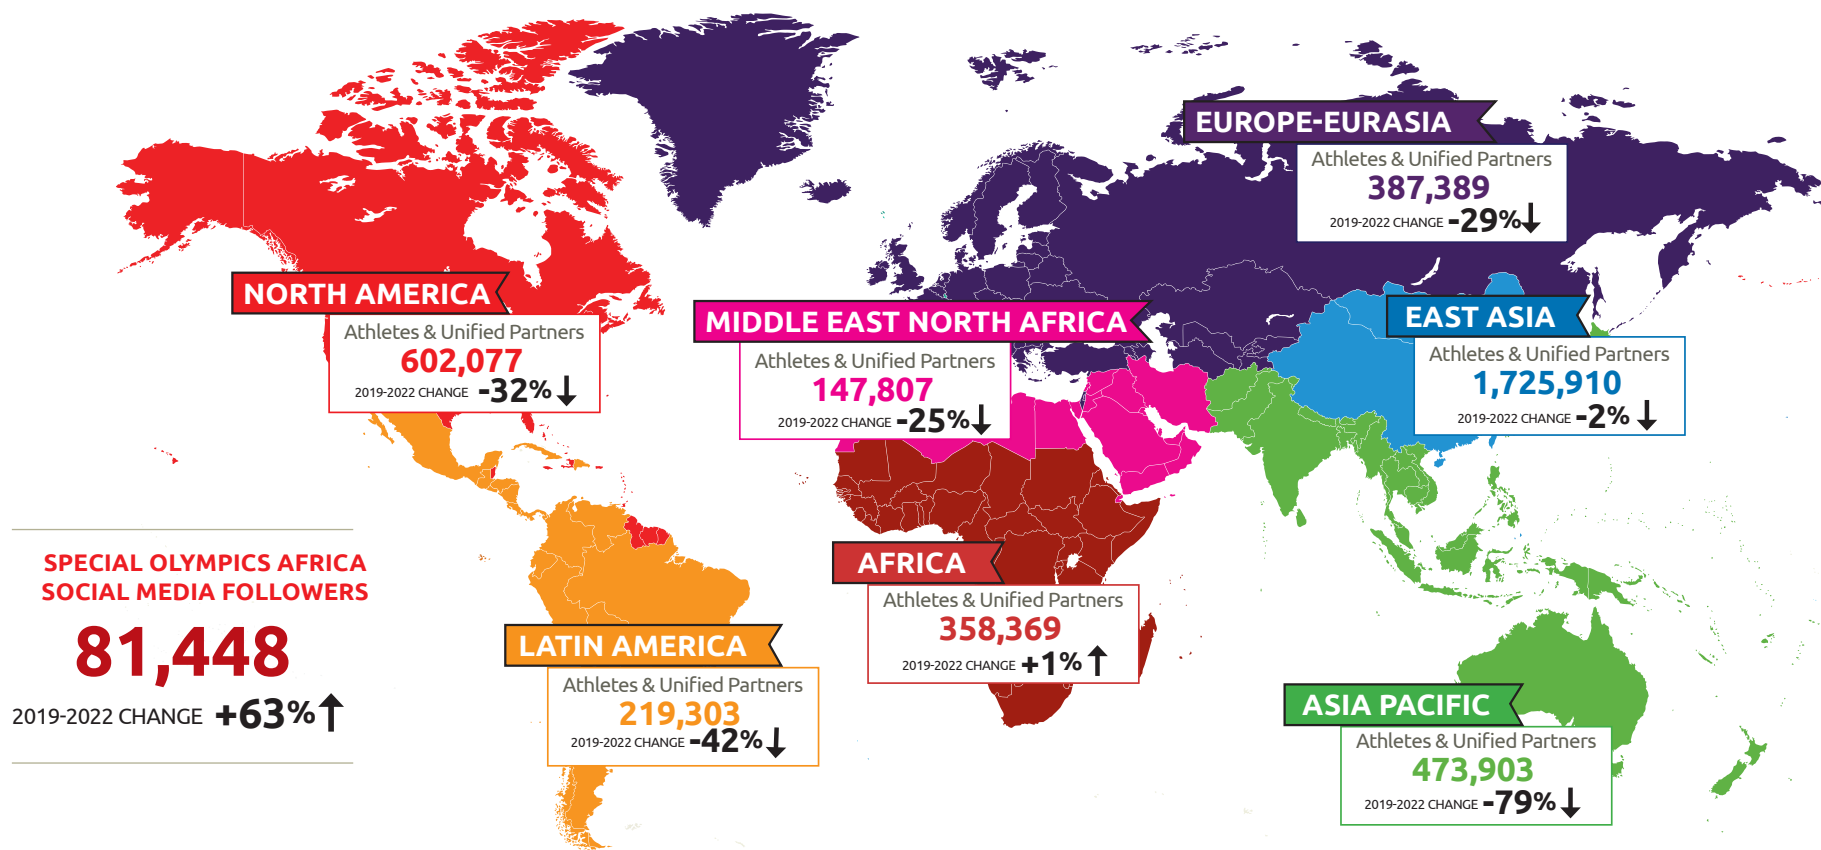 EUROPE-EURASIA
Athletes & Unified Partners
387,389
2019-2022 CHANGE -29%↓
NORTH AMERICA
Athletes & Unified Partners
602,077
2019-2022 CHANGE -32%↓
MIDDLE EAST NORTH AFRICA
Athletes & Unified Partners
147,807
2019-2022 CHANGE -25%↓
EAST ASIA
Athletes & Unified Partners
1,725,910
2019-2022 CHANGE -2%↓
SPECIAL OLYMPICS AFRICA
SOCIAL MEDIA FOLLOWERS
81,448
2019-2022 CHANGE +63%↑
AFRICA
Athletes & Unified Partners
358,369
2019-2022 CHANGE +1%↑
LATIN AMERICA
Athletes & Unified Partners
219,303
2019-2022 CHANGE -42%↓
ASIA PACIFIC
Athletes & Unified Partners
473,903
2019-2022 CHANGE -79%↓